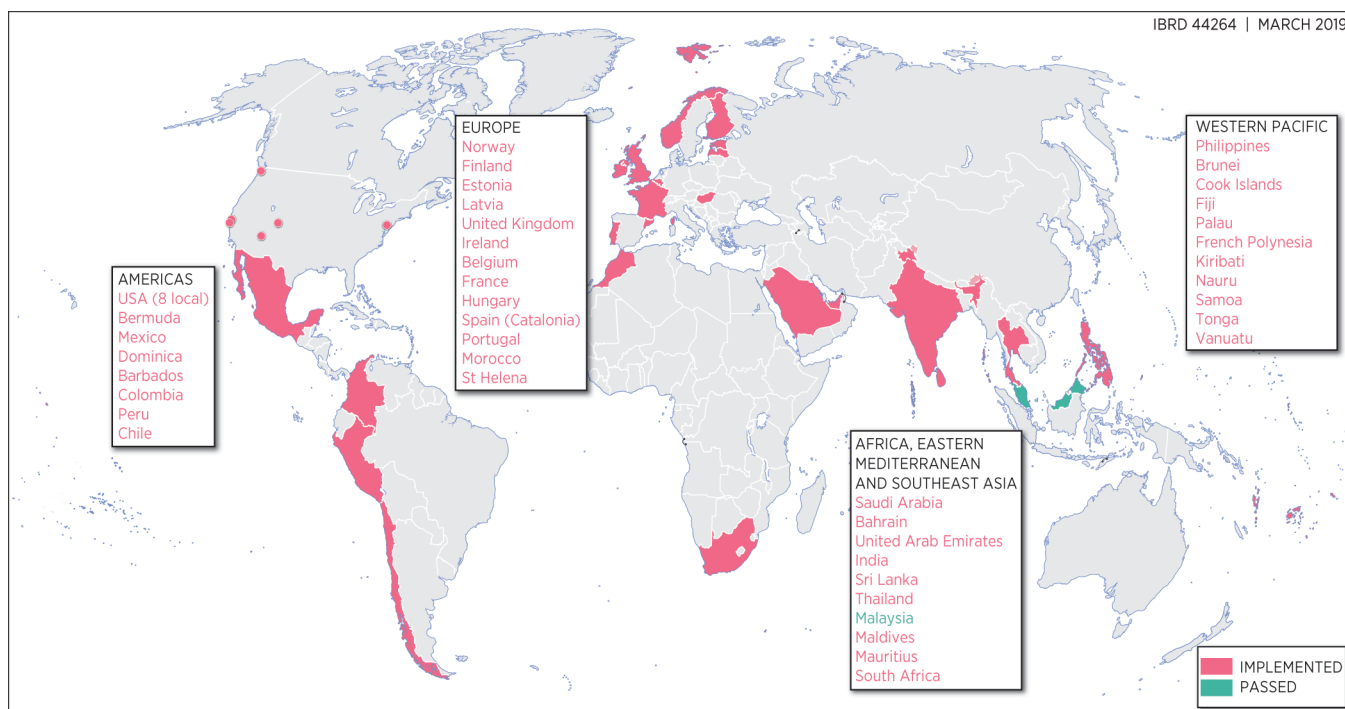 IBRD 44264 | MARCH 2019
EUROPE
Norway
Finland
Estonia
Latvia
United Kingdom
Ireland
Belgium
France
Hungary
Spain (Catalonia)
Portugal
Morocco
St Helena
WESTERN PACIFIC
Philippines
Brunei
Cook Islands
Fiji
Palau
French Polynesia
Kiribati
Nauru
Samoa
Tonga
Vanuatu
AMERICAS
USA (8 local)
Bermuda
Mexico
Dominica
Barbados
Colombia
Peru
Chile
AFRICA, EASTERN
MEDITERRANEAN
AND SOUTHEAST ASIA
Saudi Arabia
Bahrain
United Arab Emirates
India
Sri Lanka
Thailand
Malaysia
Maldives
Mauritius
South Africa
IMPLEMENTED
PASSED